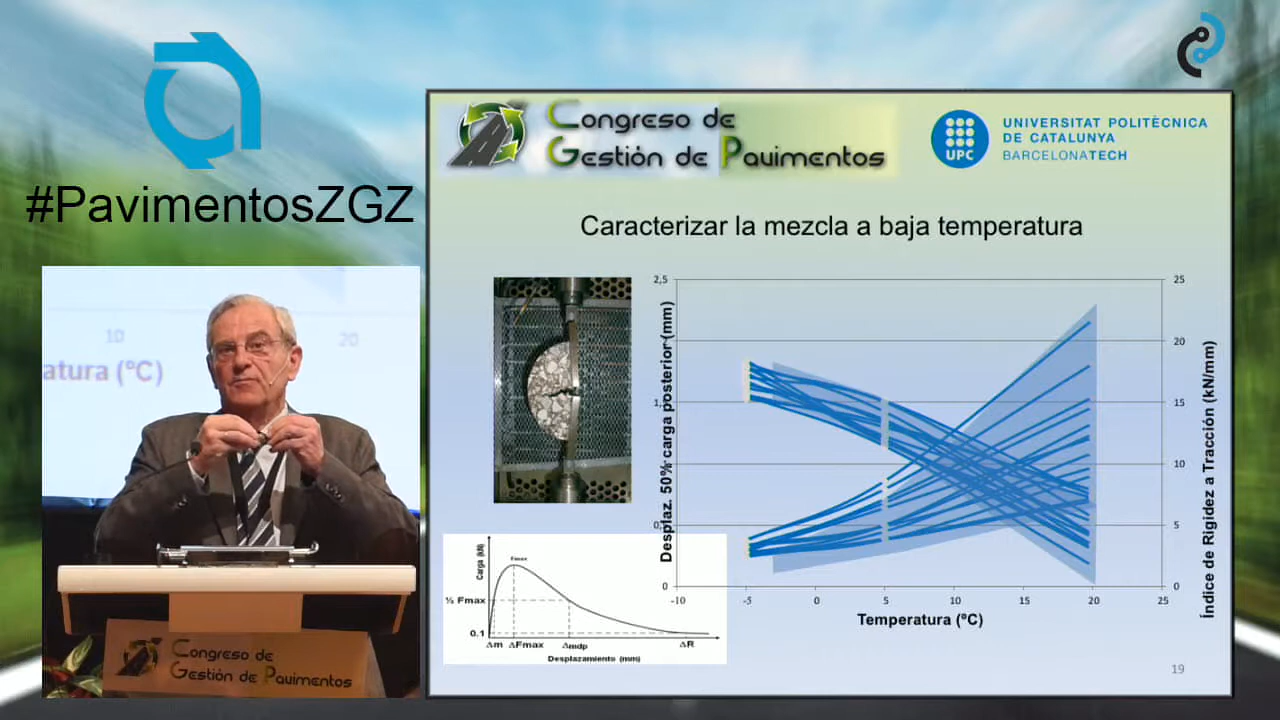 #PavimentosZGZ
10
20
atura (ºC)
Congreso de
Gestión de Pavimentos
Congreso de
Gestión de Pavimentos
UPC
UNIVERSITAT POLITÈCNICA
DE CATALUNYA
BARCELONATECH
Caracterizar la mezcla a baja temperatura
Desplaz. 50% carga posterior (mm)
2,5
0
25
20
15
10
5
0
-10
-5
0
5
10
15
20
25
Temperatura (ºC)
Índice de Rigidez a Tracción (kN/mm)
Carga (kN)
Fmax
½ Fmax
0.1
Δm
ΔFmax
Δmdp
ΔR
Desplazamiento (mm)
19